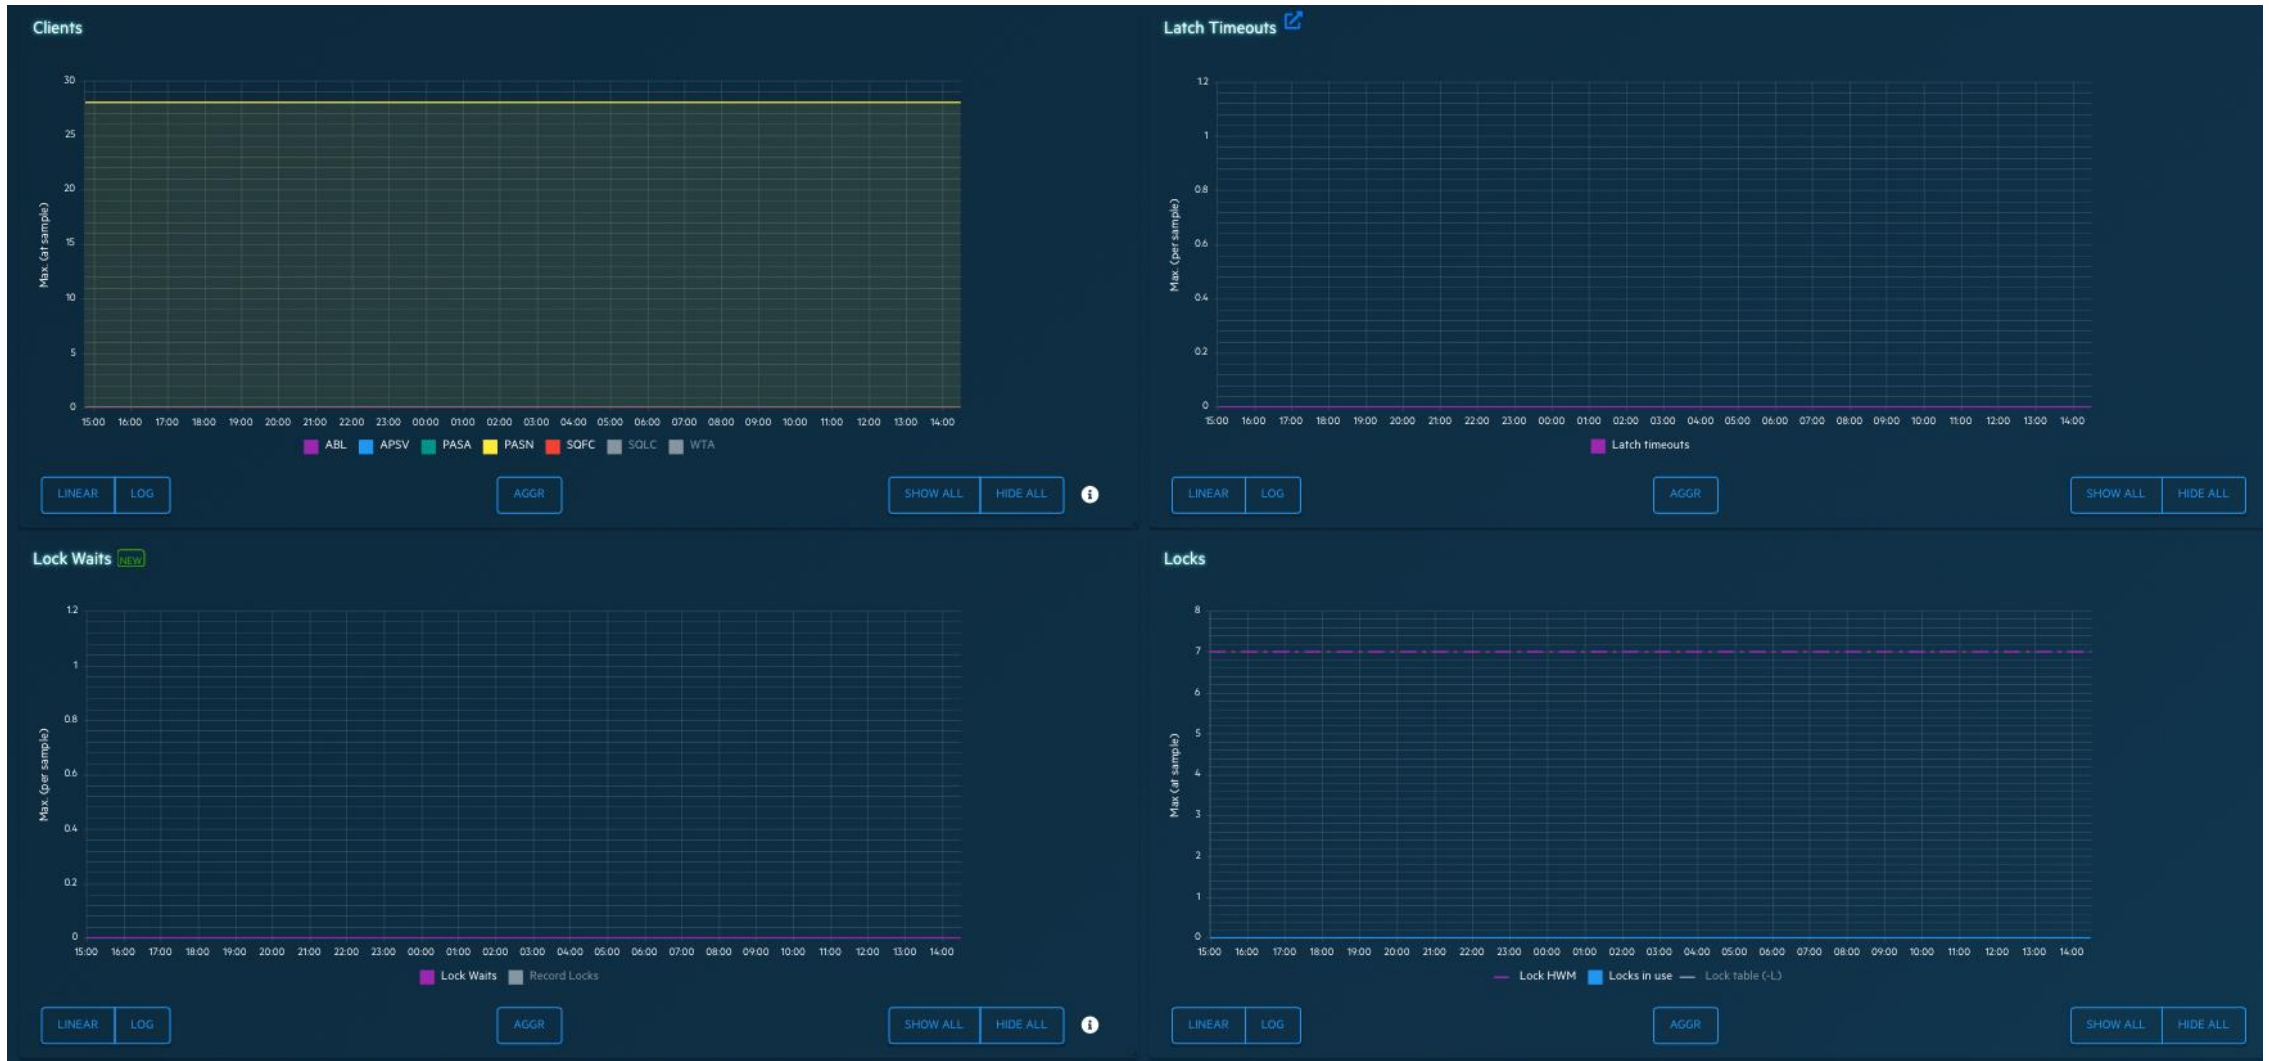 Clients
30
25
20
15
10
5
0
Max. (at sample)
15:00 16:00 17:00 18:00 19:00 20:00 21:00 22:00 23:00 00:00 01:00 02:00 03:00 04:00 05:00 06:00 07:00 08:00 09:00 10:00 11:00 12:00 13:00 14:00
ABL APSV PASA PASN SQFC SQLC WTA
LINEAR LOG AGGR SHOW ALL HIDE ALL
Latch Timeouts
1.2
1
0.8
0.6
0.4
0.2
0
Max. (per sample)
15:00 16:00 17:00 18:00 19:00 20:00 21:00 22:00 23:00 00:00 01:00 02:00 03:00 04:00 05:00 06:00 07:00 08:00 09:00 10:00 11:00 12:00 13:00 14:00
Latch timeouts
LINEAR LOG AGGR SHOW ALL HIDE ALL
Lock Waits NEW
1.2
1
0.8
0.6
0.4
0.2
0
Max. (per sample)
15:00 16:00 17:00 18:00 19:00 20:00 21:00 22:00 23:00 00:00 01:00 02:00 03:00 04:00 05:00 06:00 07:00 08:00 09:00 10:00 11:00 12:00 13:00 14:00
Lock Waits Record Locks
LINEAR LOG AGGR SHOW ALL HIDE ALL
Locks
8
7
6
5
4
3
2
1
0
Max (at sample)
15:00 16:00 17:00 18:00 19:00 20:00 21:00 22:00 23:00 00:00 01:00 02:00 03:00 04:00 05:00 06:00 07:00 08:00 09:00 10:00 11:00 12:00 13:00 14:00
Lock HWM Locks in use Lock table (-L)
LINEAR LOG AGGR SHOW ALL HIDE ALL